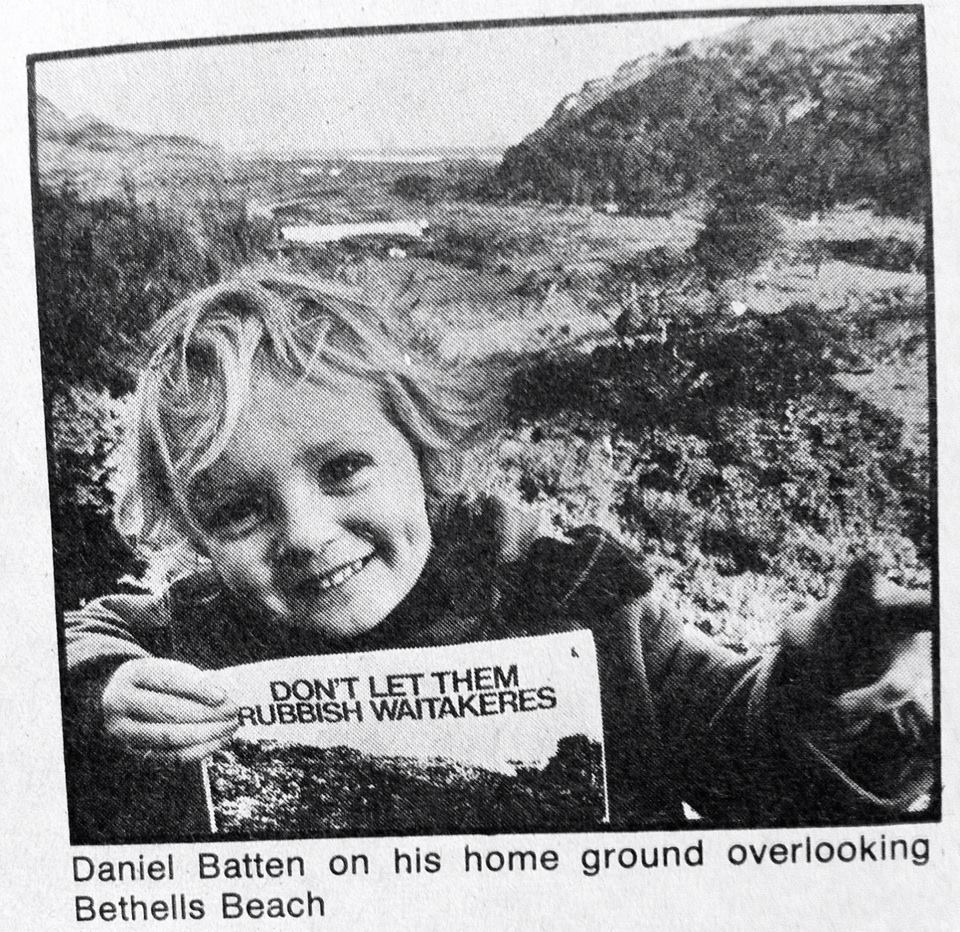 DON'T LET THEM
RUBBISH WAITAKERES
Daniel Batten on his home ground overlooking
Bethells Beach